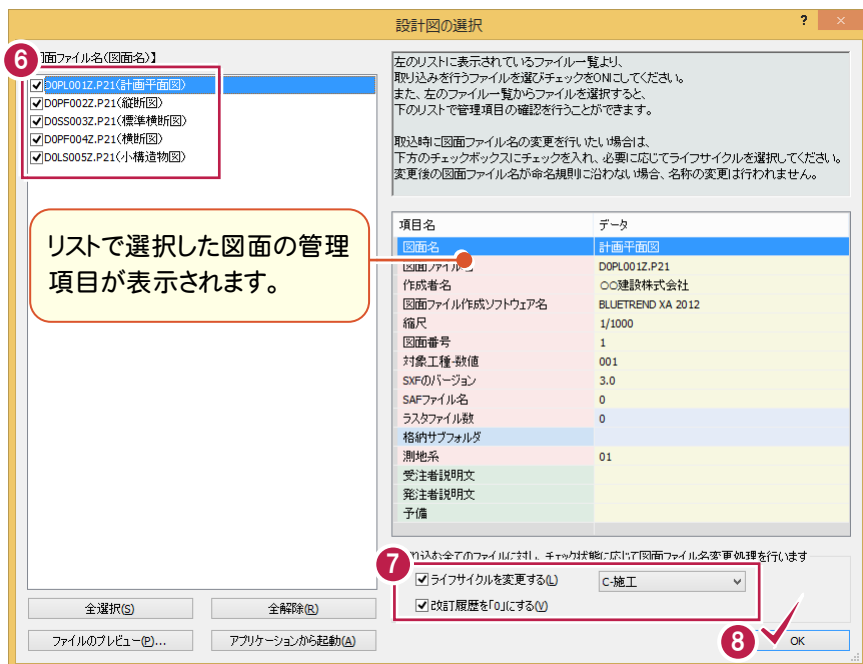 設計図の選択
?
×
6
図面ファイル名(図面名)】
D0PL001Z.P21(計画平面図)
D0PF002Z.P21(縦断図)
D0SS003Z.P21(標準横断図)
D0PF004Z.P21(横断図)
D0LS005Z.P21(小構造物図)
左のリストに表示されているファイル一覧より、
取り込みを行うファイルを選びチェックをONにしてください。
また、左のファイル一覧からファイルを選択すると、
下のリストで管理項目の確認を行うことができます。
取込時に図面ファイル名の変更を行いたい場合は、
下方のチェックボックスにチェックを入れ、必要に応じてライフサイクルを選択してください。
変更後の図面ファイル名が命名規則に沿わない場合、名称の変更は行われません。
リストで選択した図面の管理
項目が表示されます。
項目名 データ
図面名 計画平面図
図面ファイル名 D0PL001Z.P21
作成者名 ○○建設株式会社
図面ファイル作成ソフトウェア名 BLUETREND XA 2012
縮尺 1/1000
図面番号 1
対象工種-数値 001
SXFのバージョン 3.0
SAFファイル名 0
ラスタファイル数 0
格納サブフォルダ
測地系 01
受注者説明文
発注者説明文
予備
7
り込む全てのファイルに対し、チェック状態に応じて図面ファイル名変更処理を行います
ライフサイクルを変更する(L) C-施工
改訂履歴を「0」にする(V)
全選択(S) 全解除(R)
ファイルのプレビュー(P)... アプリケーションから起動(A)
8
OK